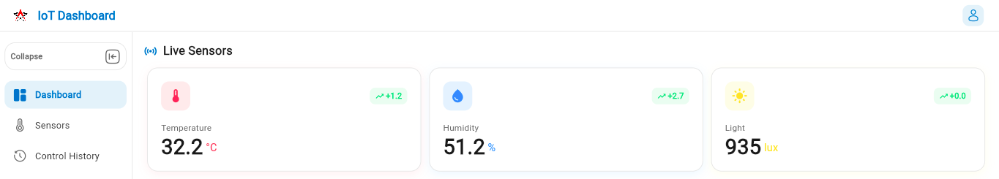 IoT Dashboard
Collapse
Dashboard
Sensors
Control History
Live Sensors
+1.2
Temperature
32.2 °C
+2.7
Humidity
51.2 %
+0.0
Light
935 lux